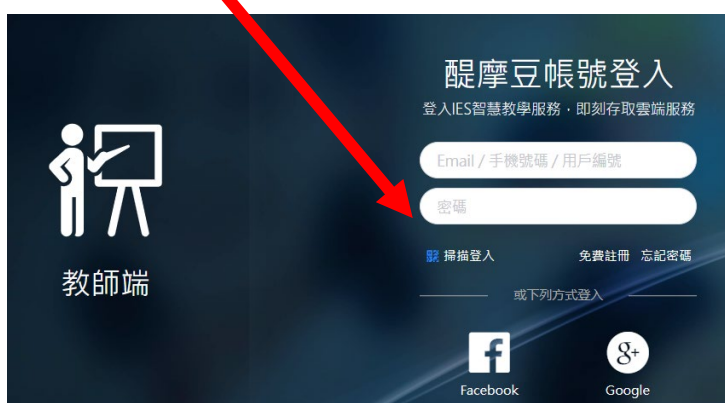 教師端
醍摩豆帳號登入
登入IES智慧教學服務，即刻存取雲端服務
Email / 手機號碼 / 用戶編號
密碼
掃描登入
免費註冊 忘記密碼
或下列方式登入
Facebook
Google